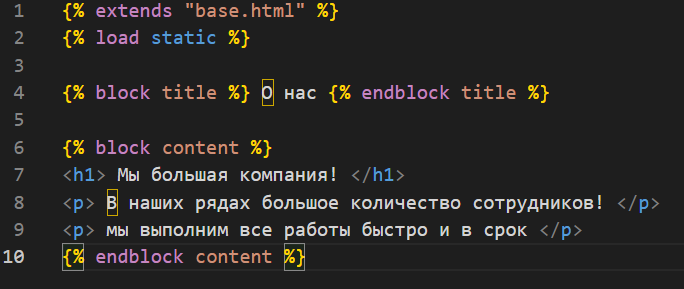 1 {% extends "base.html" %}
2 {% load static %}
3
4 {% block title %} О нас {% endblock title %}
5
6 {% block content %}
7 <h1> Мы большая компания! </h1>
8 <p> В наших рядах большое количество сотрудников! </p>
9 <p> мы выполним все работы быстро и в срок </p>
10 {% endblock content %}